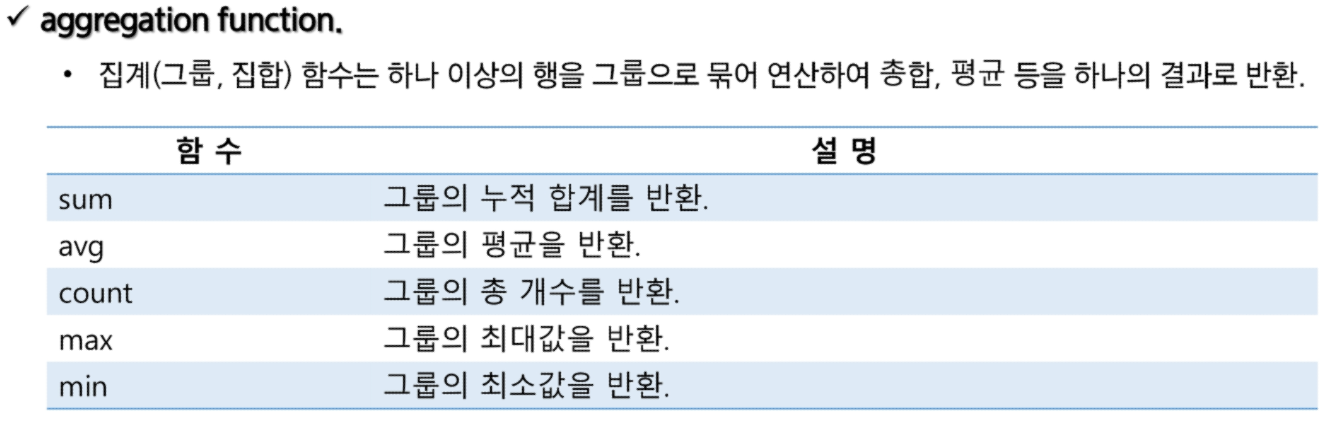 ✓ aggregation function.
• 집계(그룹, 집합) 함수는 하나 이상의 행을 그룹으로 묶어 연산하여 총합, 평균 등을 하나의 결과로 반환.
함 수 설 명
sum 그룹의 누적 합계를 반환.
avg 그룹의 평균을 반환.
count 그룹의 총 개수를 반환.
max 그룹의 최대값을 반환.
min 그룹의 최소값을 반환.